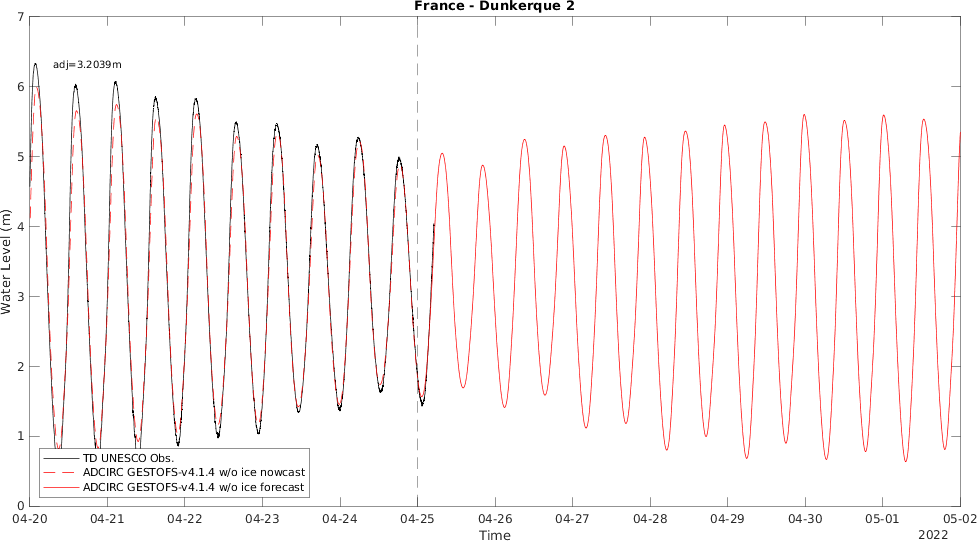 France - Dunkerque 2
adj=3.2039m
7
6
5
4
3
2
1
0
Water Level (m)
TD UNESCO Obs.
ADCIRC GESTOFS-v4.1.4 w/o ice nowcast
ADCIRC GESTOFS-v4.1.4 w/o ice forecast
04-20 04-21 04-22 04-23 04-24 04-25 04-26 04-27 04-28 04-29 04-30 05-01 05-02
Time
2022